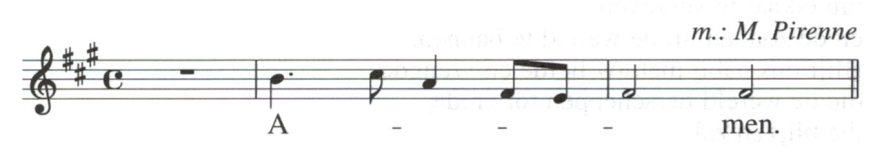 m.: M. Pirenne
A - - - men.